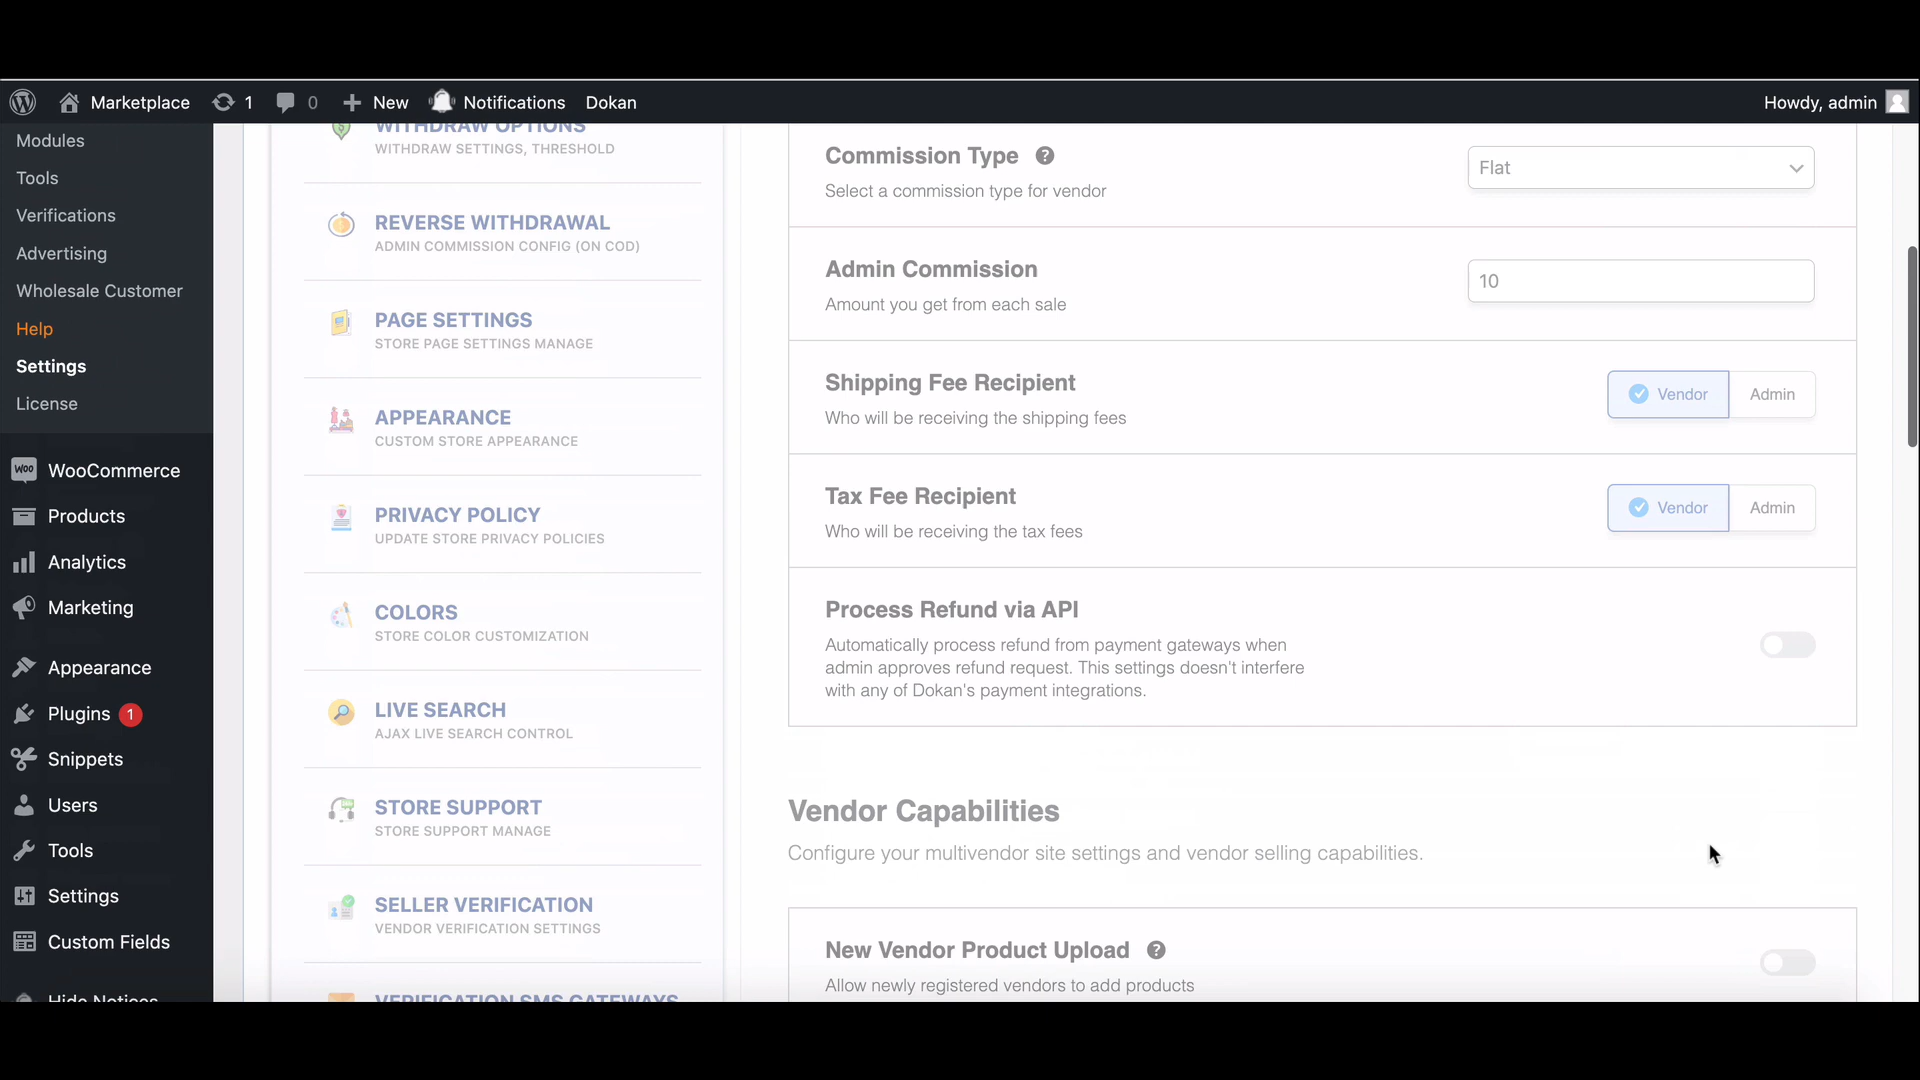 Marketplace 1 0 New Notifications Dokan Howdy, admin
Modules
Tools
Verifications
Advertising
Wholesale Customer
Help
Settings
License
WOO WooCommerce
Products
Analytics
Marketing
Appearance
Plugins 1
Snippets
Users
Tools
Settings
Custom Fields
Hide Notices
WITHDRAW OPTIONS
WITHDRAW SETTINGS, THRESHOLD
REVERSE WITHDRAWAL
ADMIN COMMISSION CONFIG (ON COD)
PAGE SETTINGS
STORE PAGE SETTINGS MANAGE
APPEARANCE
CUSTOM STORE APPEARANCE
PRIVACY POLICY
UPDATE STORE PRIVACY POLICIES
COLORS
STORE COLOR CUSTOMIZATION
LIVE SEARCH
AJAX LIVE SEARCH CONTROL
STORE SUPPORT
STORE SUPPORT MANAGE
SELLER VERIFICATION
VENDOR VERIFICATION SETTINGS
VERIFICATION SMS GATEWAYS
Commission Type ?
Select a commission type for vendor
Flat
Admin Commission
Amount you get from each sale
10
Shipping Fee Recipient
Who will be receiving the shipping fees
Vendor Admin
Tax Fee Recipient
Who will be receiving the tax fees
Vendor Admin
Process Refund via API
Automatically process refund from payment gateways when
admin approves refund request. This settings doesn't interfere
with any of Dokan's payment integrations.
Vendor Capabilities
Configure your multivendor site settings and vendor selling capabilities.
New Vendor Product Upload ?
Allow newly registered vendors to add products